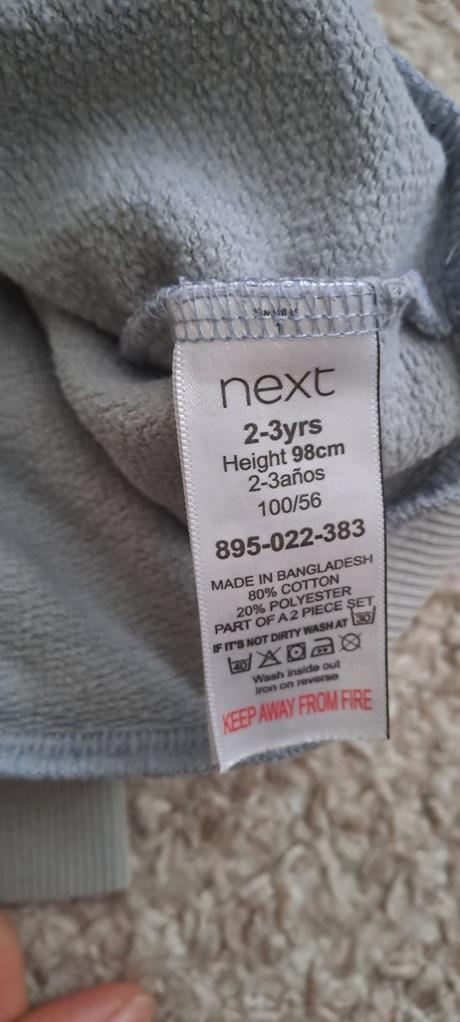 next
2-3yrs
Height 98cm
2-3años
100/56
895-022-383
MADE IN BANGLADESH
80% COTTON
20% POLYESTER
PART OF A 2 PIECE SET
IF IT'S NOT DIRTY WASH AT 30
40
Wash inside out
Iron on reverse
KEEP AWAY FROM FIRE